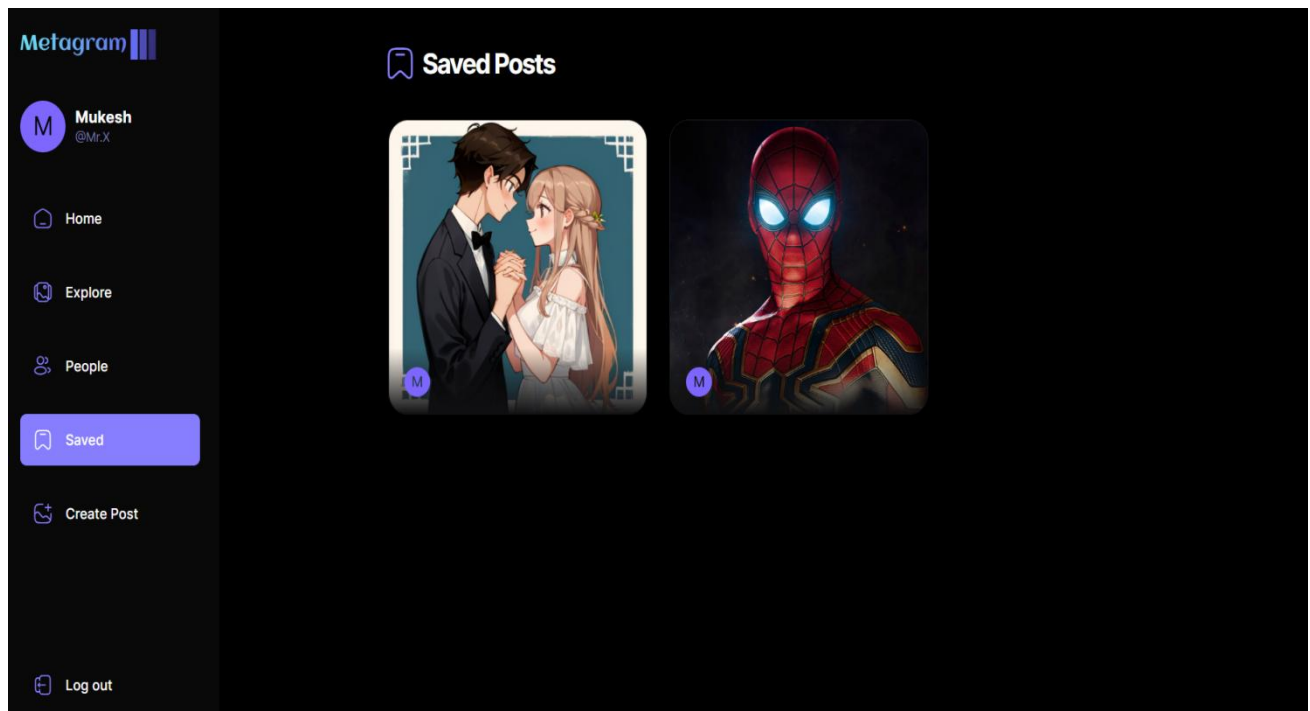 Metagram
M
Mukesh
@Mr.X
Home
Explore
People
Saved
Create Post
Log out
Saved Posts
M
M